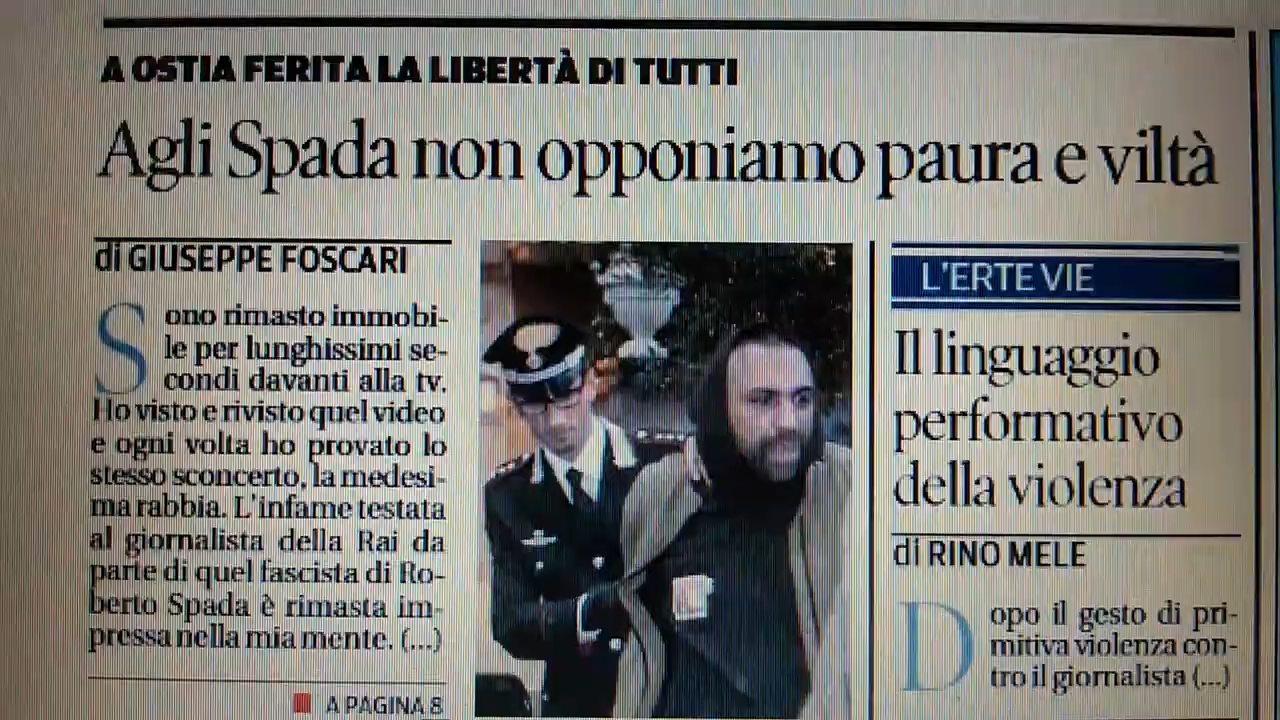 A OSTIA FERITA LA LIBERTÀ DI TUTTI
Agli Spada non opponiamo paura e viltà
di GIUSEPPE FOSCARI
Sono rimasto immobi-
le per lunghissimi se-
condi davanti alla tv.
Ho visto e rivisto quel video
e ogni volta ho provato lo
stesso sconcerto, la medesi-
ma rabbia. L'infame testata
al giornalista della Rai da
parte di quel fascista di Ro-
berto Spada è rimasta im-
pressa nella mia mente. (...)
A PAGINA 8
L'ERTE VIE
Il linguaggio
performativo
della violenza
di RINO MELE
Dopo il gesto di pri-
mitiva violenza con-
tro il giornalista (...)